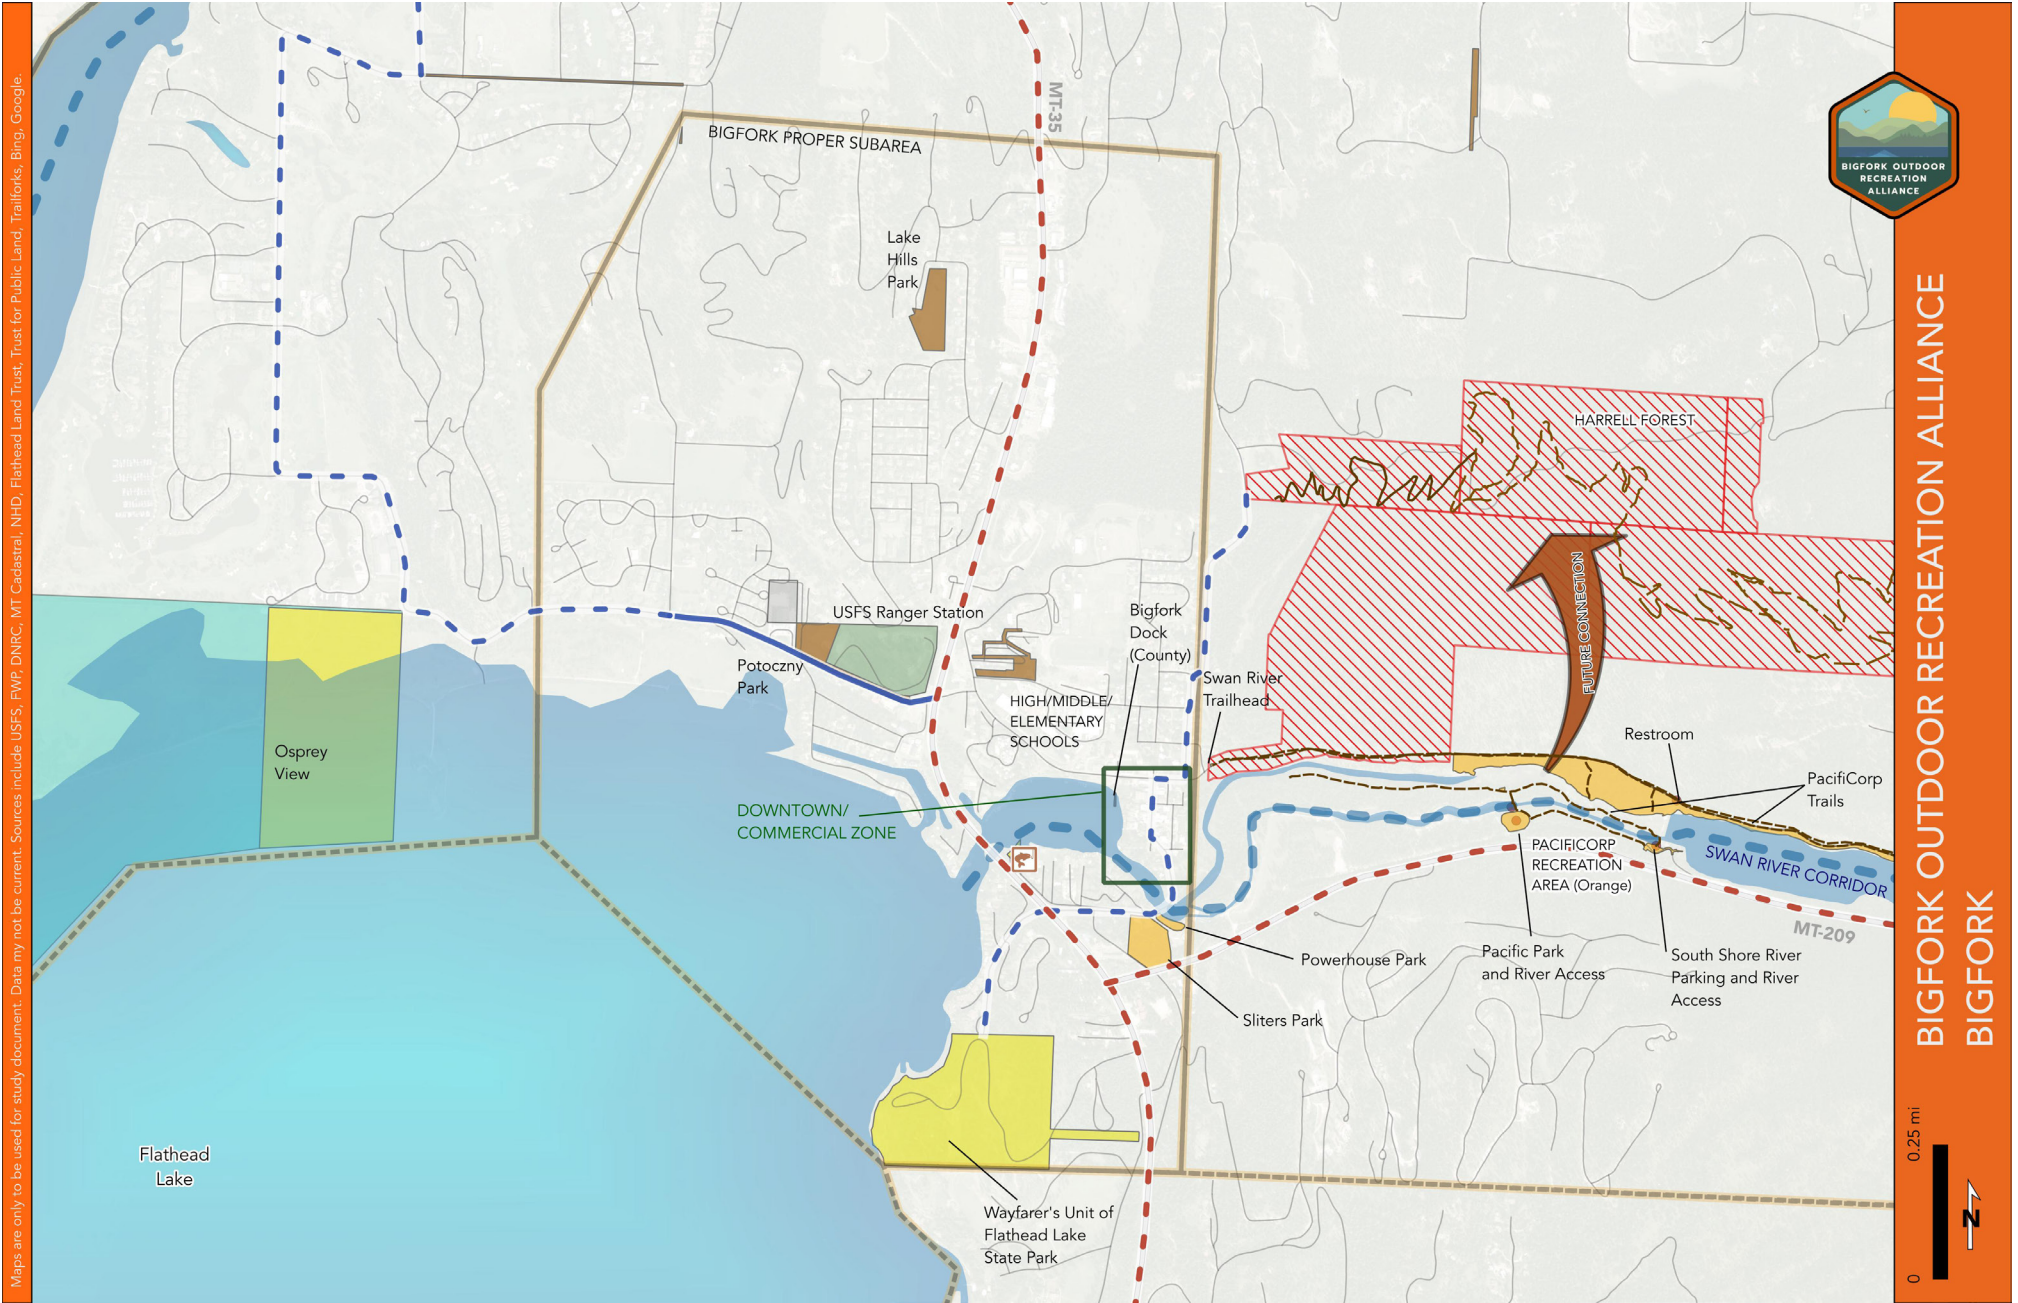 Maps are only to be used for study document. Data may not be current. Sources include USFS, FWP, DNRC, MT Cadastral, NHD, Flathead Land Trust, Trust for Public Land, Trailforks, Bing, Google.
MT-35
BIGFORK PROPER SUBAREA
BIGFORK OUTDOOR
RECREATION
ALLIANCE
Lake
Hills
Park
HARRELL FOREST
FUTURE CONNECTION
USFS Ranger Station
Bigfork
Dock
(County)
Potoczny
Park
Swan River
Trailhead
HIGH/MIDDLE/
ELEMENTARY
SCHOOLS
Osprey
View
Restroom
PacifiCorp
Trails
DOWNTOWN/
COMMERCIAL ZONE
PACIFICORP
RECREATION
AREA (Orange)
SWAN RIVER CORRIDOR
MT-209
Powerhouse Park
Pacific Park
and River Access
South Shore River
Parking and River
Access
Sliters Park
Flathead
Lake
Wayfarer's Unit of
Flathead Lake
State Park
BIGFORK OUTDOOR RECREATION ALLIANCE
BIGFORK
0 0.25 mi
N